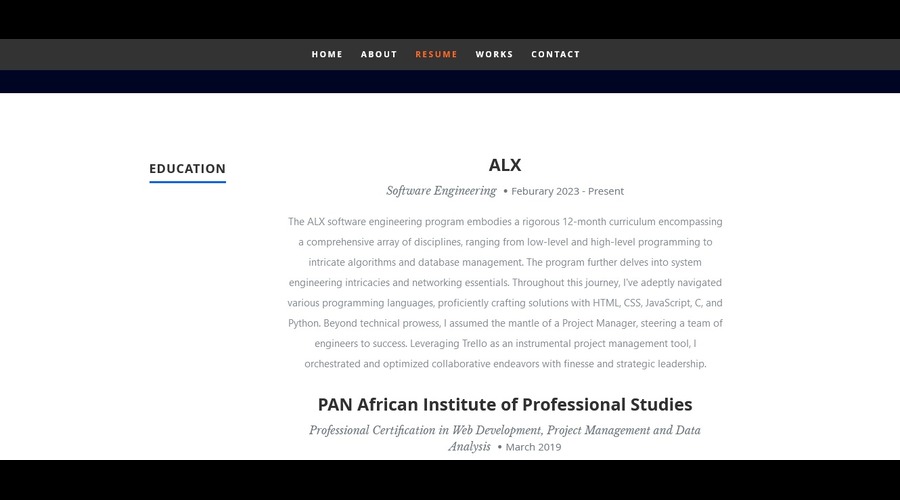 HOME ABOUT RESUME WORKS CONTACT
EDUCATION
ALX
Software Engineering • Feburary 2023 - Present
The ALX software engineering program embodies a rigorous 12-month curriculum encompassing
a comprehensive array of disciplines, ranging from low-level and high-level programming to
intricate algorithms and database management. The program further delves into system
engineering intricacies and networking essentials. Throughout this journey, I've adeptly navigated
various programming languages, proficiently crafting solutions with HTML, CSS, JavaScript, C, and
Python. Beyond technical prowess, I assumed the mantle of a Project Manager, steering a team of
engineers to success. Leveraging Trello as an instrumental project management tool, I
orchestrated and optimized collaborative endeavors with finesse and strategic leadership.
PAN African Institute of Professional Studies
Professional Certification in Web Development, Project Management and Data
Analysis • March 2019